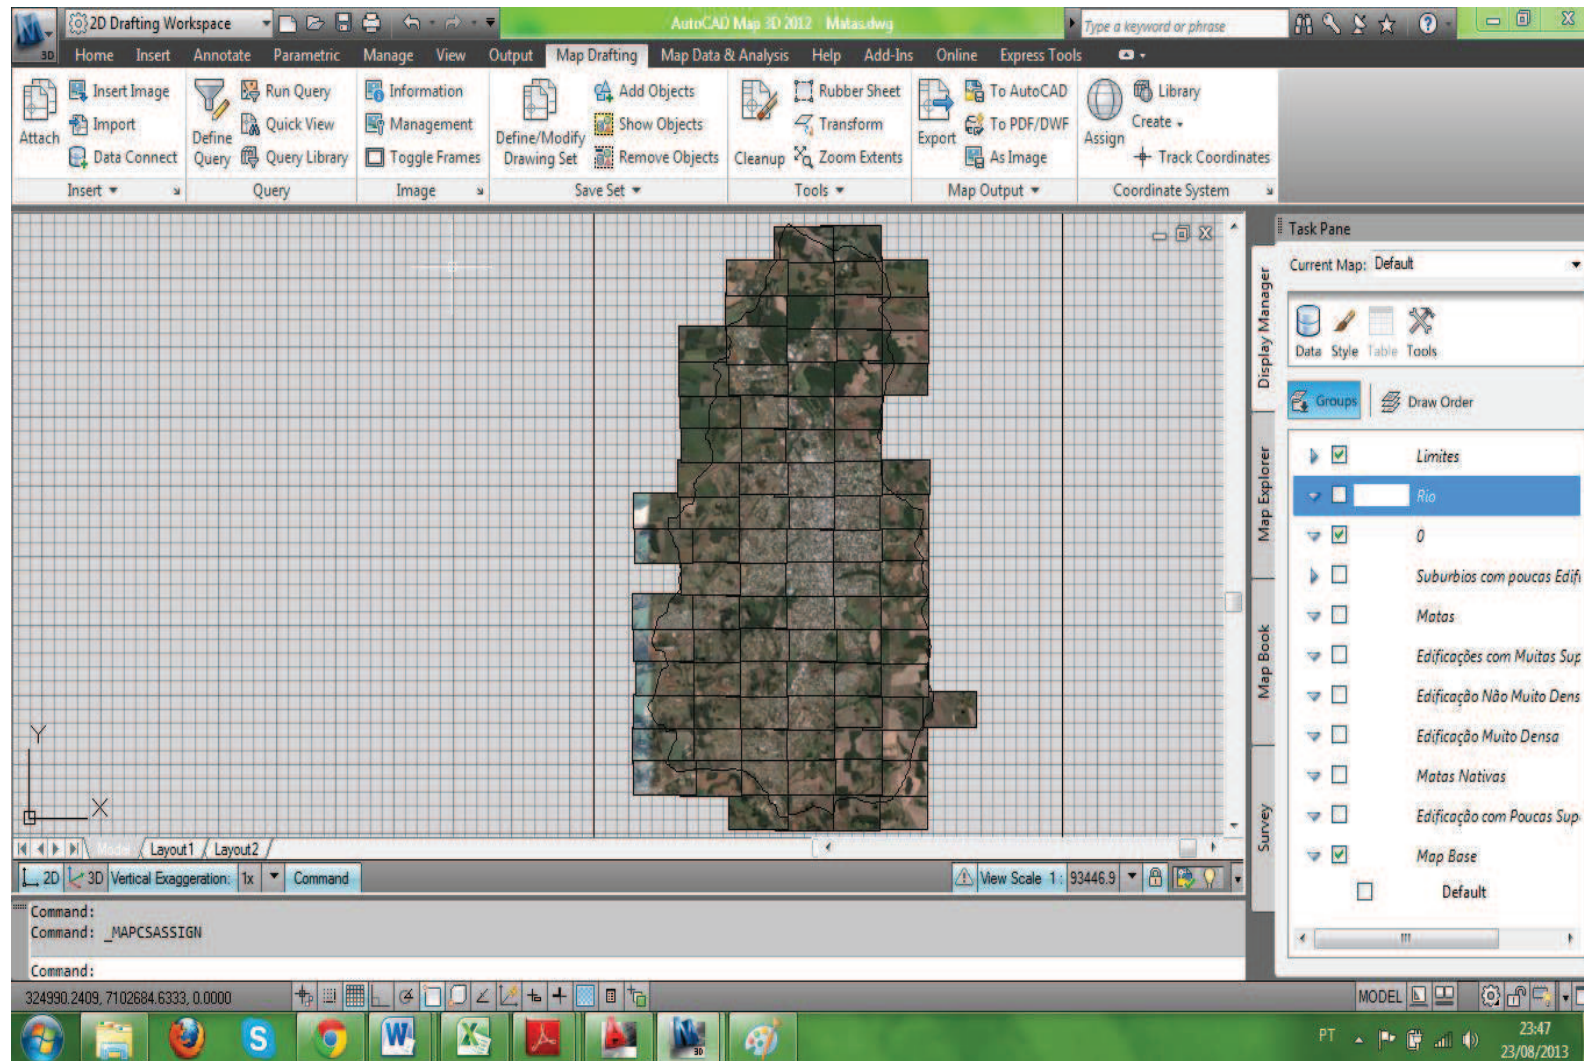 2D Drafting Workspace
AutoCAD Map 3D 2012 Matas.dwg
Type a keyword or phrase
3D
Home Insert Annotate Parametric Manage View Output Map Drafting Map Data & Analysis Help Add-Ins Online Express Tools
Attach
Insert Image
Import
Data Connect
Insert
Define Query
Run Query
Quick View
Query Library
Query
Information
Management
Toggle Frames
Image
Define/Modify Drawing Set
Add Objects
Show Objects
Remove Objects
Save Set
Cleanup
Rubber Sheet
Transform
Zoom Extents
Tools
Export
To AutoCAD
To PDF/DWF
As Image
Map Output
Assign
Library
Create
Track Coordinates
Coordinate System
Task Pane
Current Map: Default
Data Style Table Tools
Groups Draw Order
Display Manager
Map Explorer
Map Book
Survey
Limites
Rio
0
Suburbios com poucas Edifi
Matas
Edificações com Muitas Sup
Edificação Não Muito Dens
Edificação Muito Densa
Matas Nativas
Edificação com Poucas Sup
Map Base
Default
Y
X
Model Layout1 Layout2
2D 3D Vertical Exaggeration: 1x Command
View Scale 1: 93446.9
Command:
Command: _MAPCSASSIGN
Command:
324990.2409, 7102684.6333, 0.0000
MODEL
PT
23:47
23/08/2013